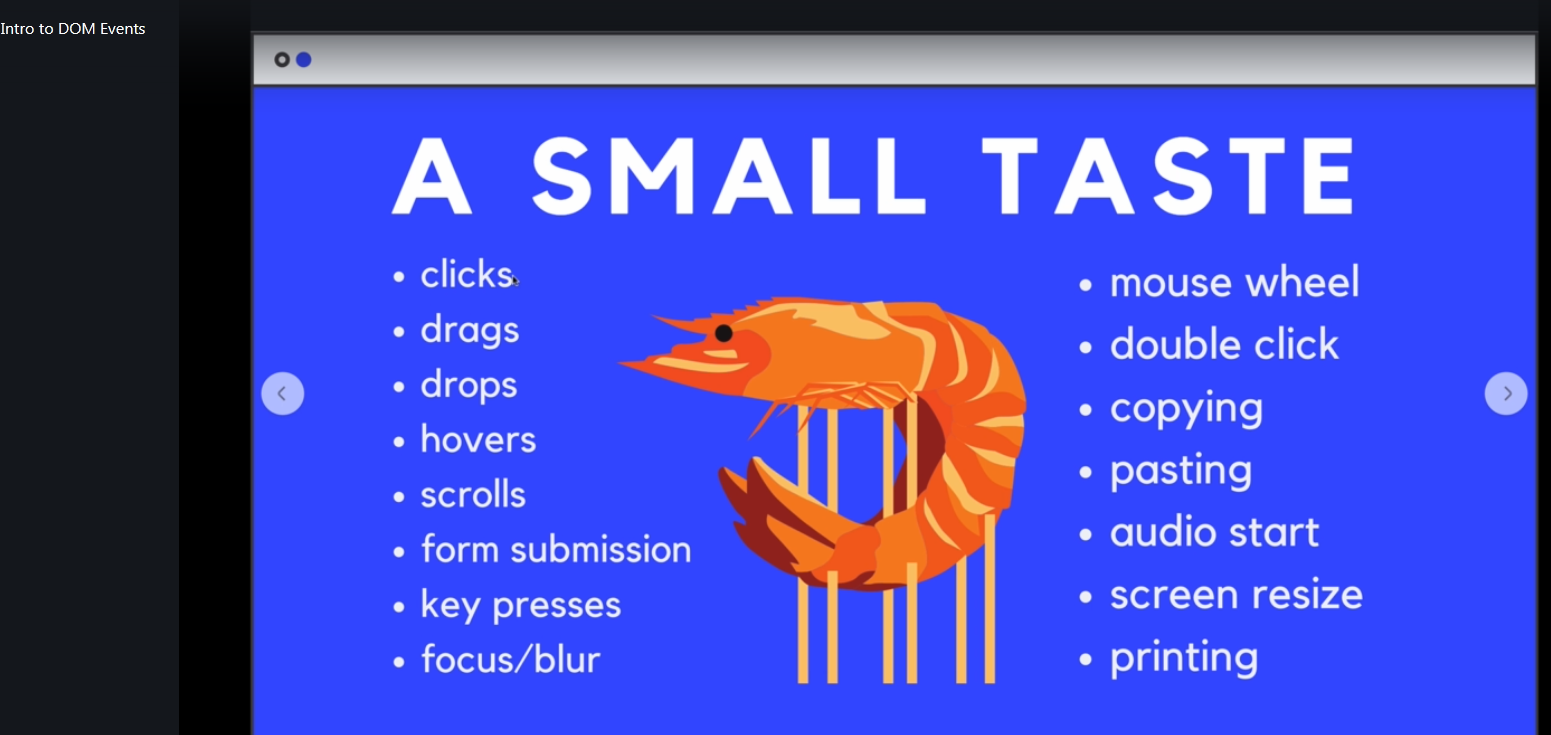 Intro to DOM Events
A SMALL TASTE
• clicks
• drags
• drops
• hovers
• scrolls
• form submission
• key presses
• focus/blur
• mouse wheel
• double click
• copying
• pasting
• audio start
• screen resize
• printing